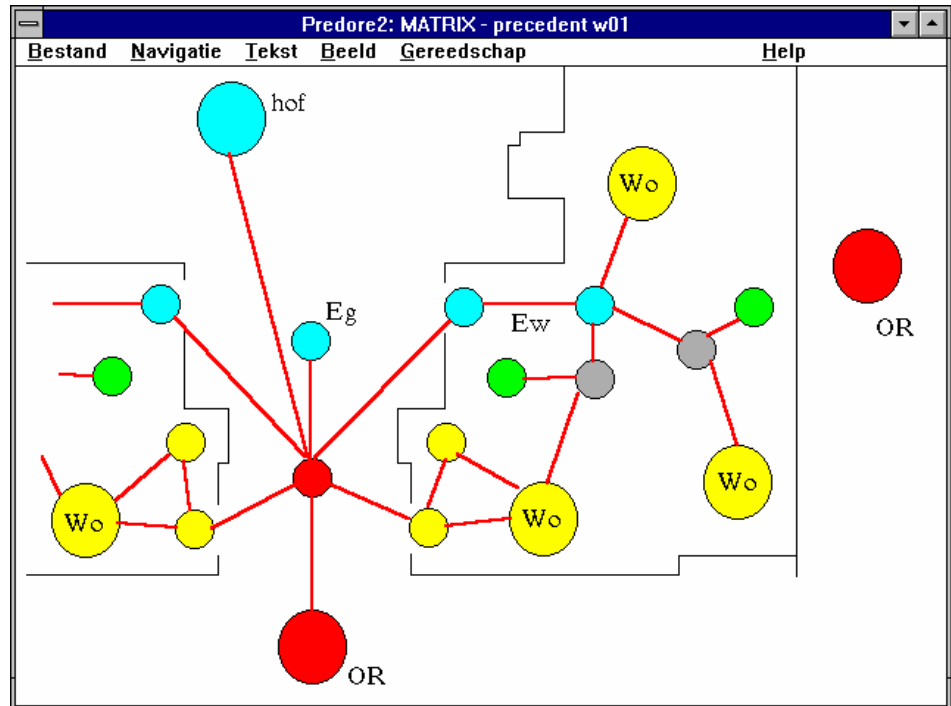 Predore2: MATRIX - precedent w01
Bestand Navigatie Tekst Beeld Gereedschap Help
hof
Wo
Eg
Ew
OR
Wo
Wo
Wo
OR